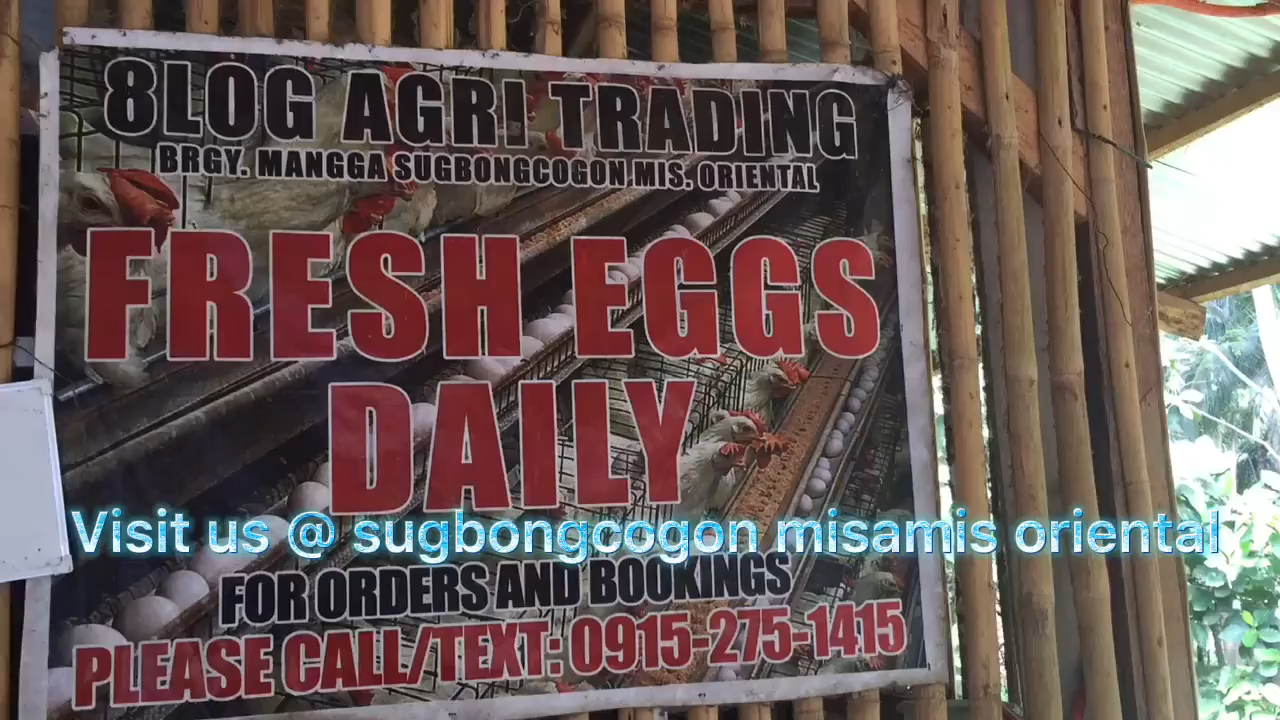 8LOG AGRI TRADING
BRGY. MANGGA SUGBONGCOGON MIS. ORIENTAL
FRESH EGGS
DAILY
Visit us @ sugbongcogon misamis oriental
FOR ORDERS AND BOOKINGS
PLEASE CALL/TEXT: 0915-275-1415